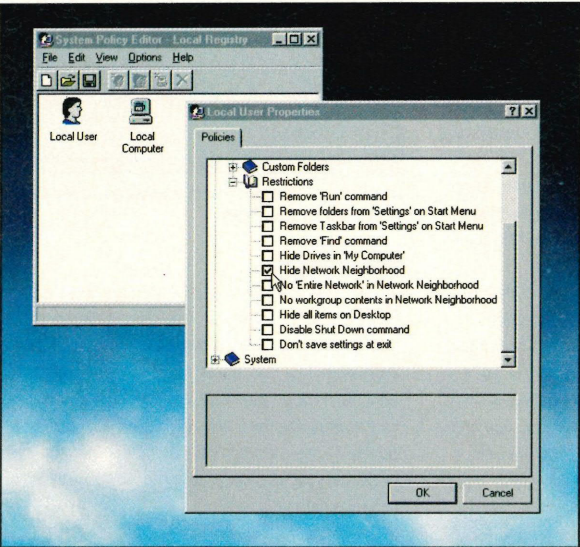 System Policy Editor - Local Registry
File Edit View Options Help
Local User
Local
Computer
Local User Properties
Policies
Custom Folders
Restrictions
Remove 'Run' command
Remove folders from 'Settings' on Start Menu
Remove Taskbar from 'Settings' on Start Menu
Remove 'Find' command
Hide Drives in 'My Computer'
Hide Network Neighborhood
No 'Entire Network' in Network Neighborhood
No workgroup contents in Network Neighborhood
Hide all items on Desktop
Disable Shut Down command
Don't save settings at exit
System
OK Cancel